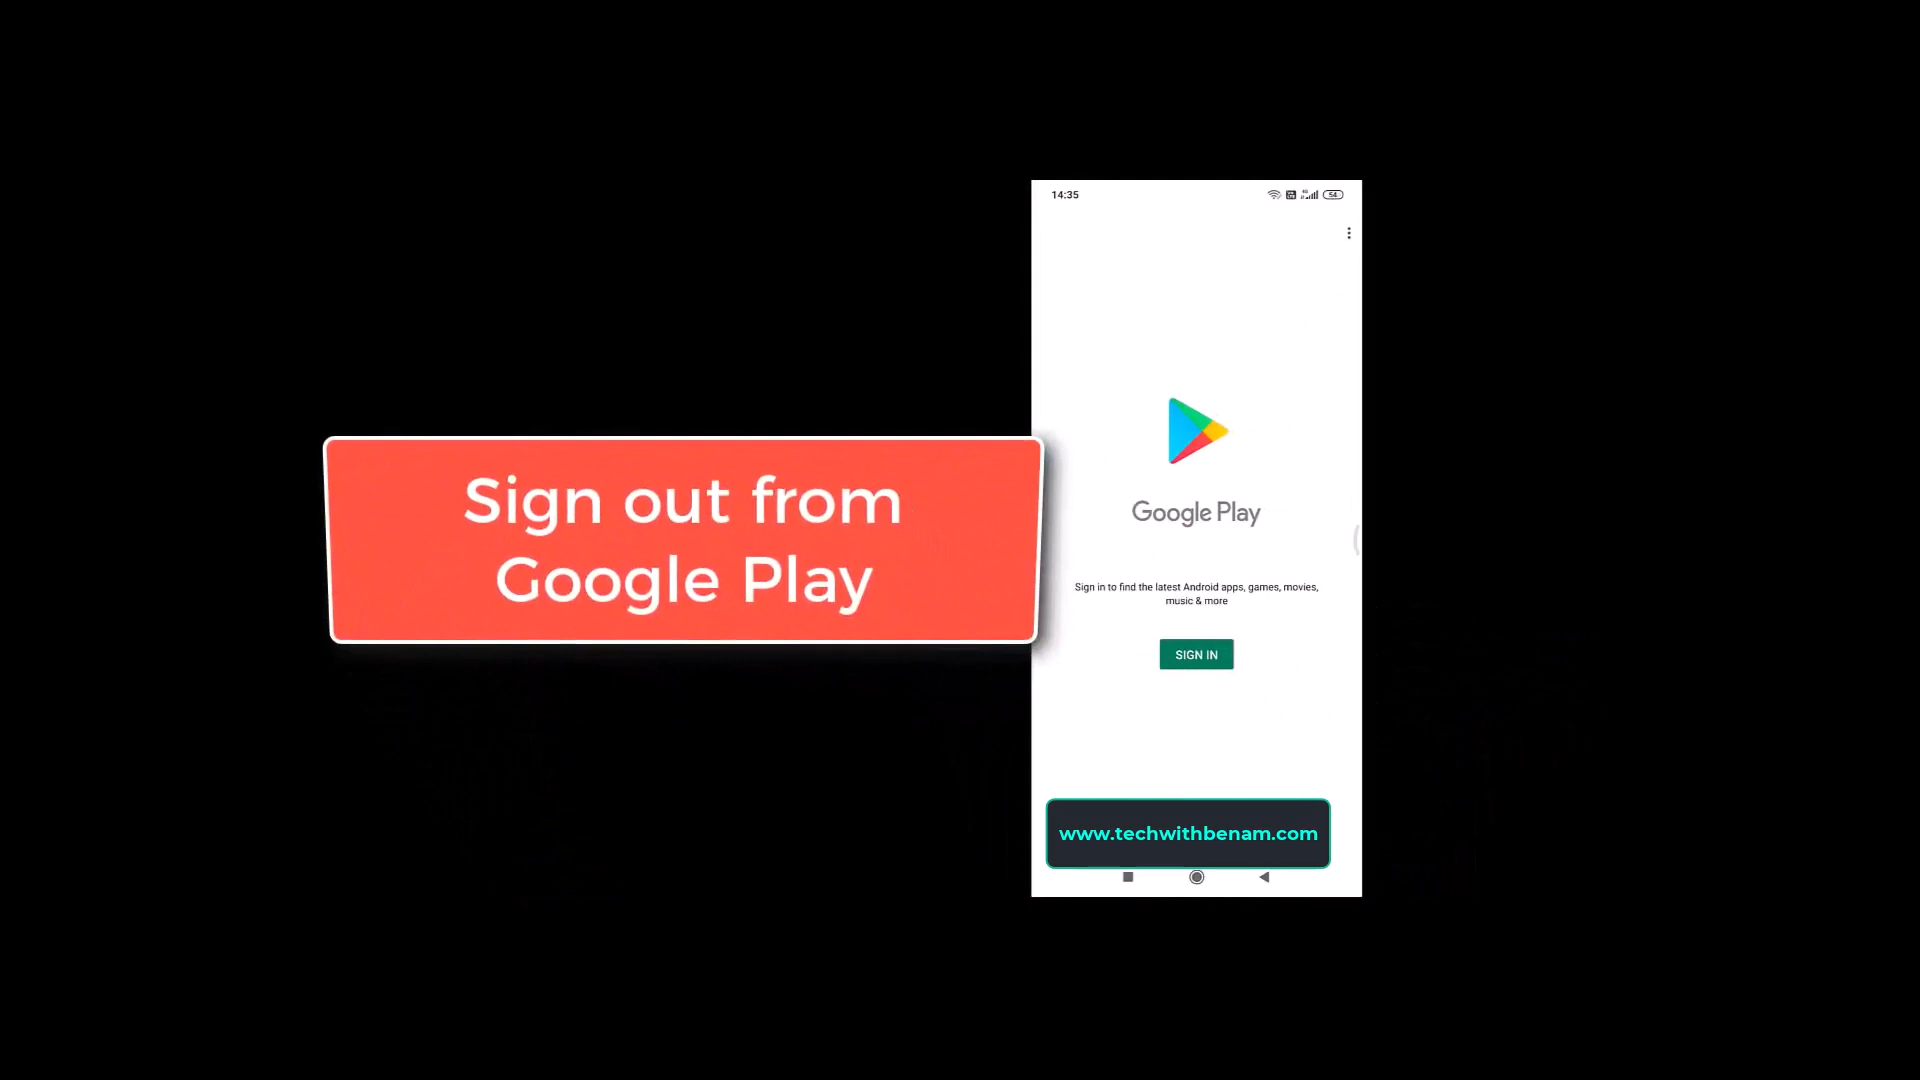 14:35
54
Sign out from
Google Play
Google Play
Sign in to find the latest Android apps, games, movies,
music & more
SIGN IN
www.techwithbenam.com